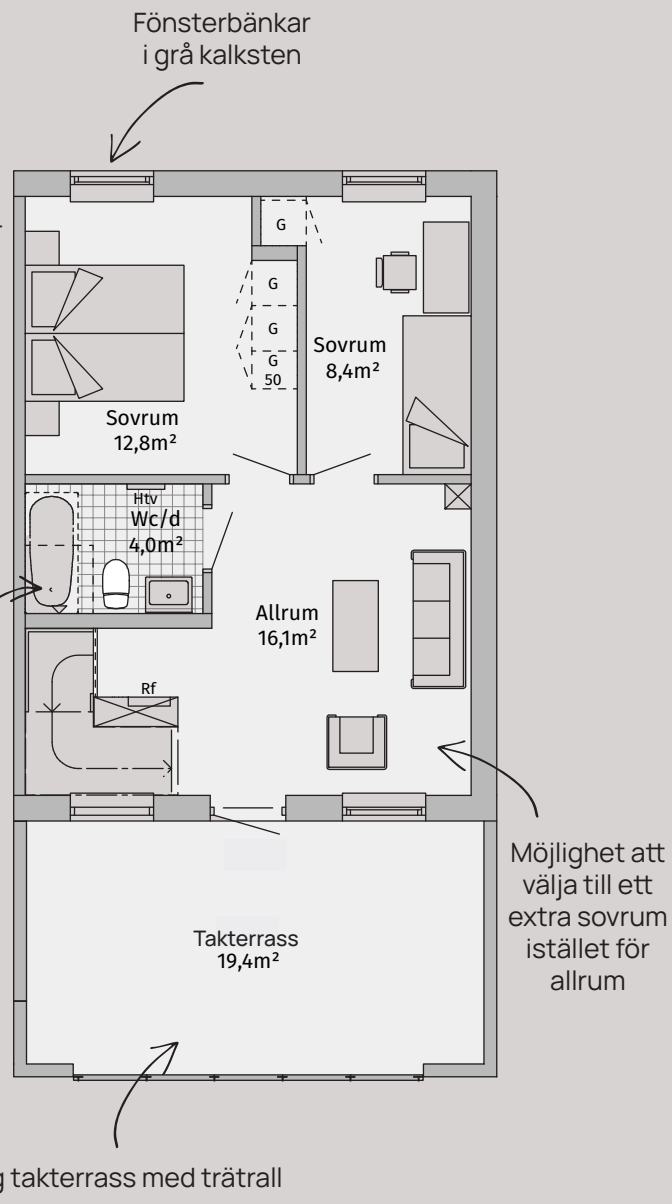 Fönsterbänkar
i grå kalksten
G
G
G
G
50
Sovrum
8,4m²
Sovrum
12,8m²
Htv
Wc/d
4,0m²
Allrum
16,1m²
Rf
Möjlighet att
välja till ett
extra sovrum
istället för
allrum
Takterrass
19,4m²
takterrass med trätrall